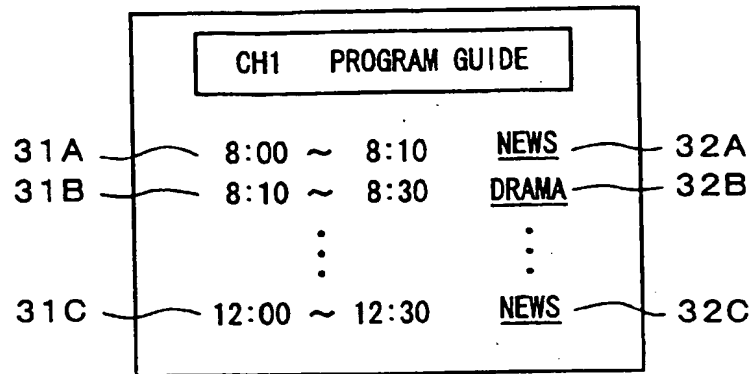 CH1 PROGRAM GUIDE
31A 8:00 ~ 8:10 NEWS 32A
31B 8:10 ~ 8:30 DRAMA 32B
31C 12:00 ~ 12:30 NEWS 32C